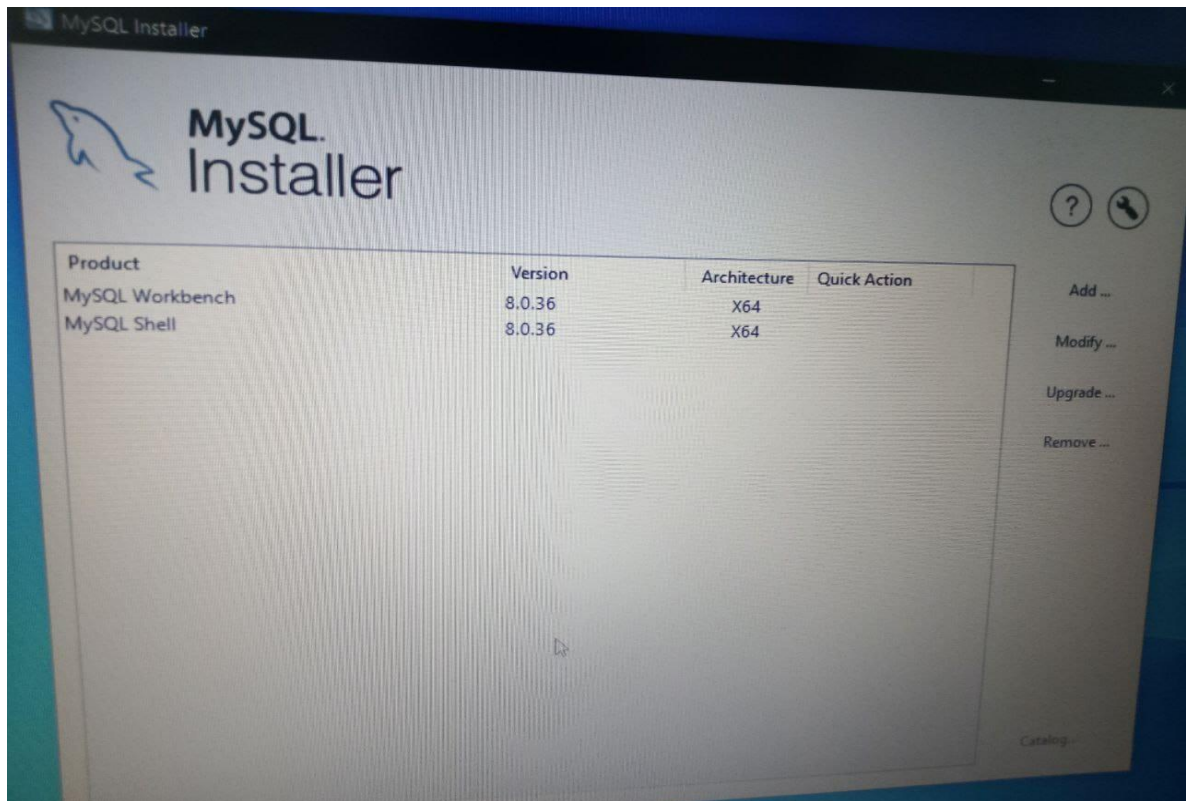 MySQL Installer
MySQL.
Installer
?
Product Version Architecture Quick Action
MySQL Workbench 8.0.36 X64
MySQL Shell 8.0.36 X64
Add ...
Modify ...
Upgrade ...
Remove ...
Catalog...